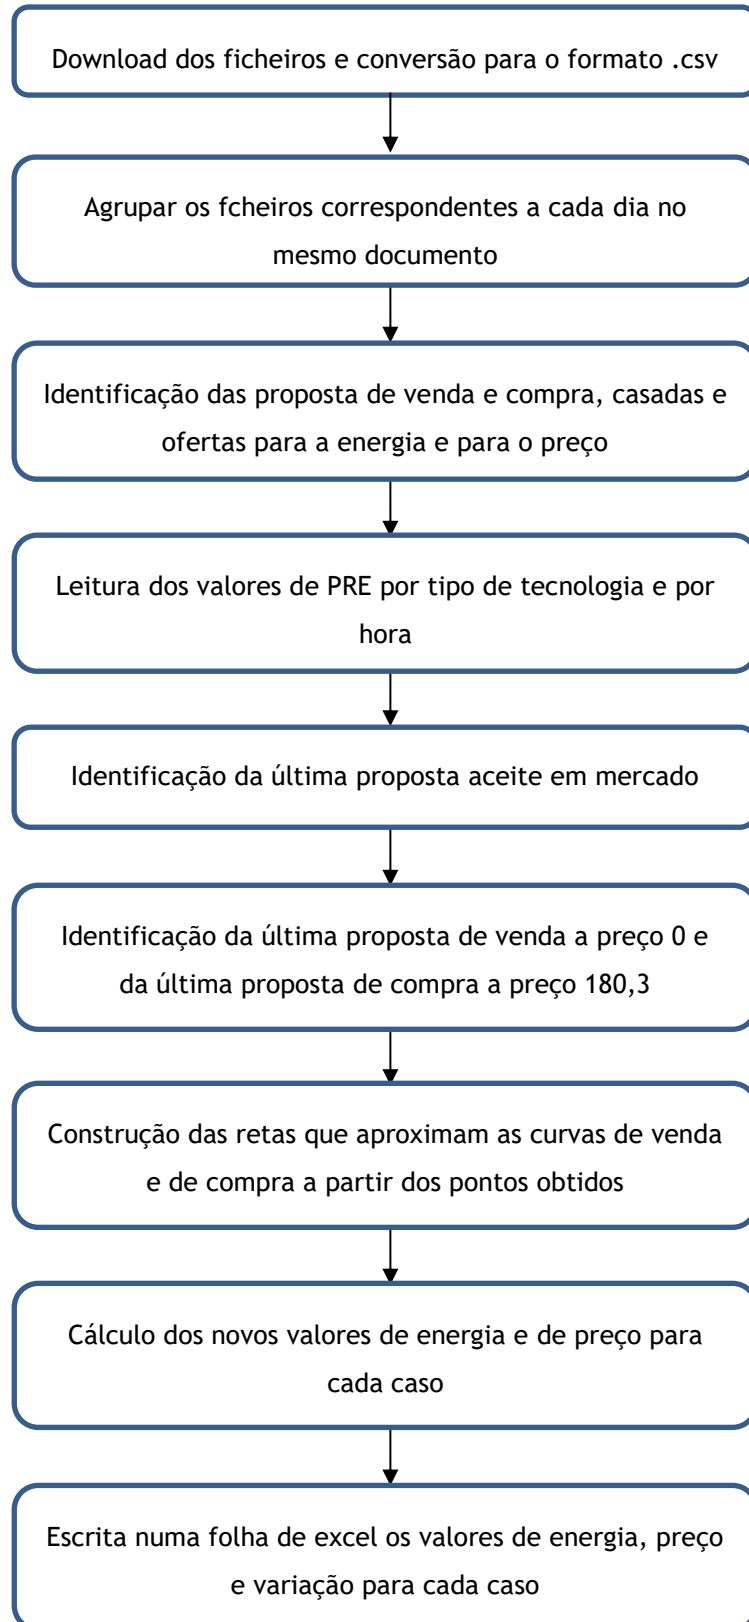 Download dos ficheiros e conversão para o formato .csv
Agrupar os fcheiros correspondentes a cada dia no
mesmo documento
Identificação das proposta de venda e compra, casadas e
ofertas para a energia e para o preço
Leitura dos valores de PRE por tipo de tecnologia e por
hora
Identificação da última proposta aceite em mercado
Identificação da última proposta de venda a preço 0 e
da última proposta de compra a preço 180,3
Construção das retas que aproximam as curvas de venda
e de compra a partir dos pontos obtidos
Cálculo dos novos valores de energia e de preço para
cada caso
Escrita numa folha de excel os valores de energia, preço
e variação para cada caso